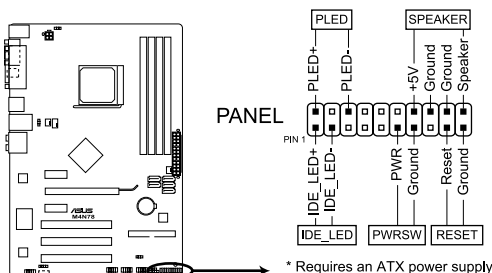 PLED
SPEAKER
PLED+
PLED-
+5V
Ground
Ground
Speaker
PANEL
PIN 1
IDE_LED+
IDE_LED-
PWR
Ground
Reset
Ground
IDE_LED
PWRSW
RESET
ASUS
M4N78
* Requires an ATX power supply